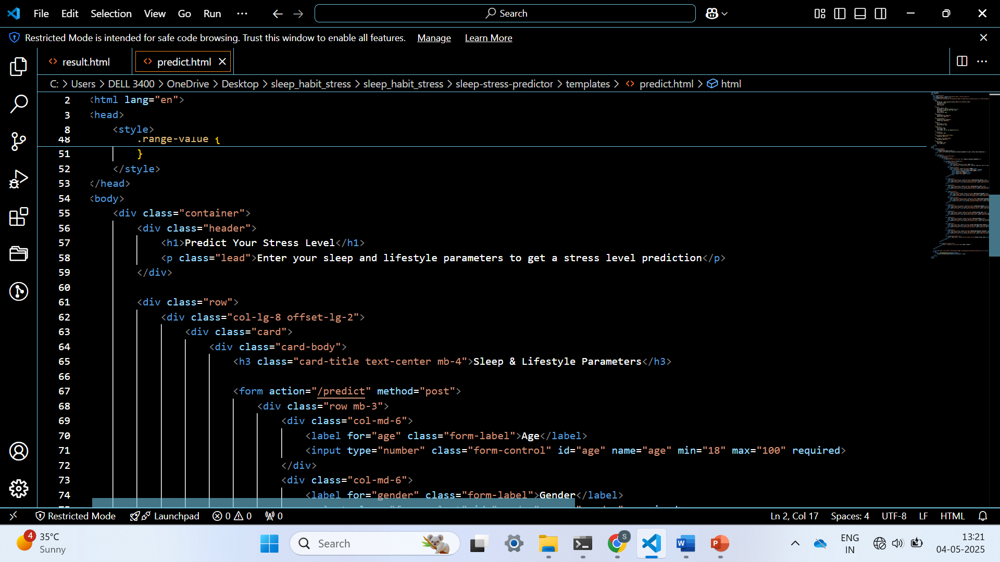 File Edit Selection View Go Run ··· Search
Restricted Mode is intended for safe code browsing. Trust this window to enable all features. Manage Learn More
result.html predict.html
C: > Users > DELL 3400 > OneDrive > Desktop > sleep_habit_stress > sleep_habit_stress > sleep-stress-predictor > templates > predict.html > html
2 <html lang="en">
3 <head>
8 <style>
48 .range-value {
51 }
52 </style>
53 </head>
54 <body>
55 <div class="container">
56 <div class="header">
57 <h1>Predict Your Stress Level</h1>
58 <p class="lead">Enter your sleep and lifestyle parameters to get a stress level prediction</p>
59 </div>
60
61 <div class="row">
62 <div class="col-lg-8 offset-lg-2">
63 <div class="card">
64 <div class="card-body">
65 <h3 class="card-title text-center mb-4">Sleep & Lifestyle Parameters</h3>
66
67 <form action="/predict" method="post">
68 <div class="row mb-3">
69 <div class="col-md-6">
70 <label for="age" class="form-label">Age</label>
71 <input type="number" class="form-control" id="age" name="age" min="18" max="100" required>
72 </div>
73 <div class="col-md-6">
74 <label for="gender" class="form-label">Gender</label>
Restricted Mode Launchpad 0 0 0 Ln 2, Col 17 Spaces: 4 UTF-8 LF HTML
4 35°C
Sunny
Search
S
ENG
IN
13:21
04-05-2025